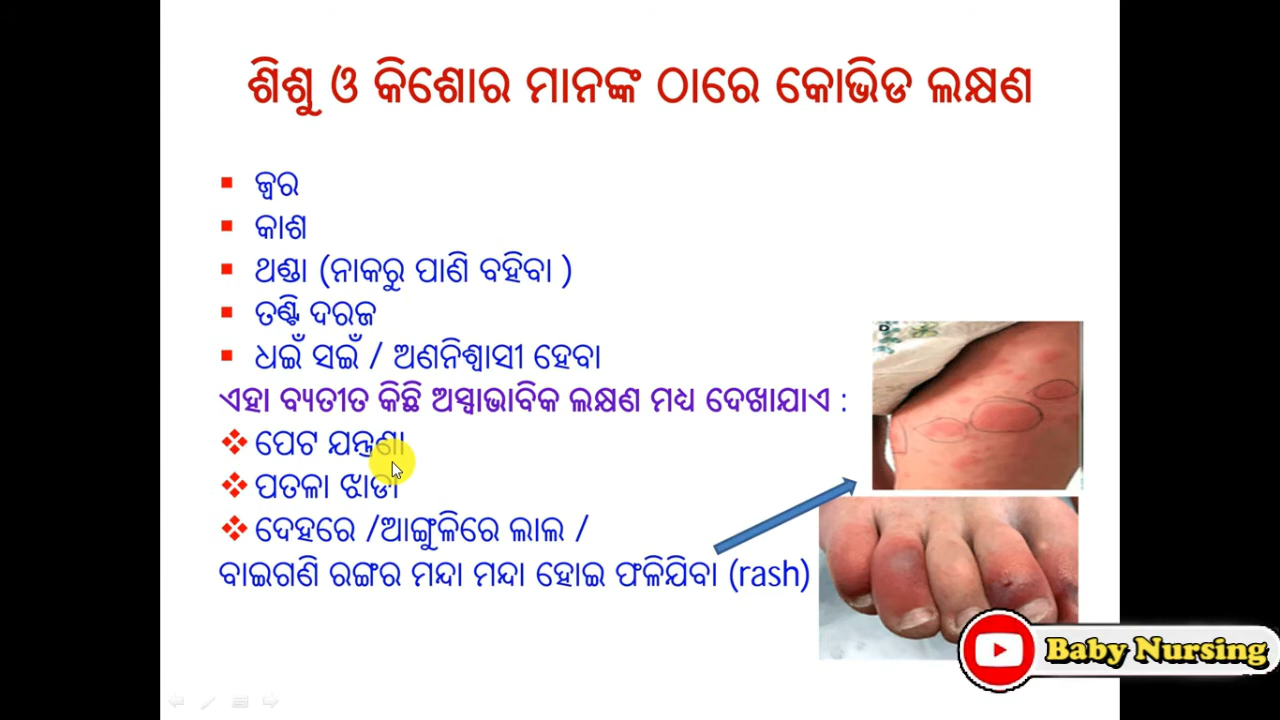 ଶିଶୁ ଓ କିଶୋର ମାନଙ୍କ ଠାରେ କୋଭିଡ ଲକ୍ଷଣ
ଜ୍ୱର
କାଶ
ଥଣ୍ଡା (ନାକରୁ ପାଣି ବହିବା )
ତଣ୍ଟି ଦରଜ
ଧଇଁ ସଇଁ / ଅଣନିଶ୍ୱାସୀ ହେବା
ଏହା ବ୍ୟତୀତ କିଛି ଅସ୍ୱାଭାବିକ ଲକ୍ଷଣ ମଧ୍ୟ ଦେଖାଯାଏ :
ପେଟ ଯନ୍ତ୍ରଣା
ପତଳା ଝାଡା
ଦେହରେ /ଆଙ୍ଗୁଳିରେ ଲାଲ /
ବାଇଗଣି ରଙ୍ଗର ମନ୍ଦା ମନ୍ଦା ହୋଇ ଫଳିଯିବା (rash)
D
Baby Nursing